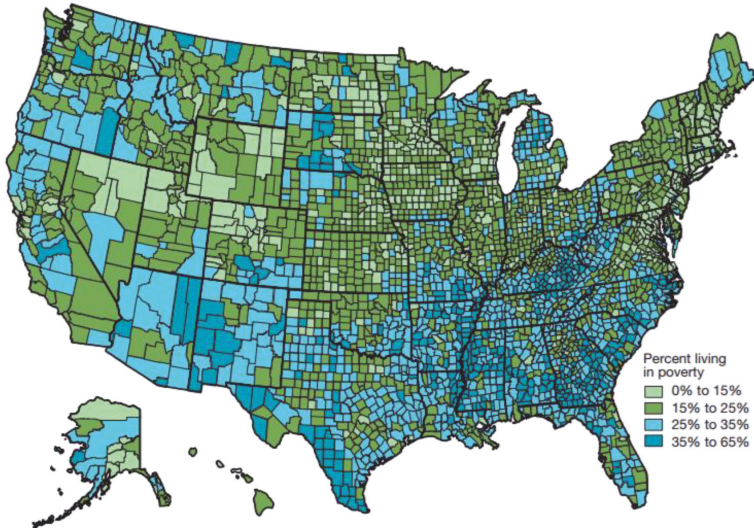 Percent living
in poverty
0% to 15%
15% to 25%
25% to 35%
35% to 65%